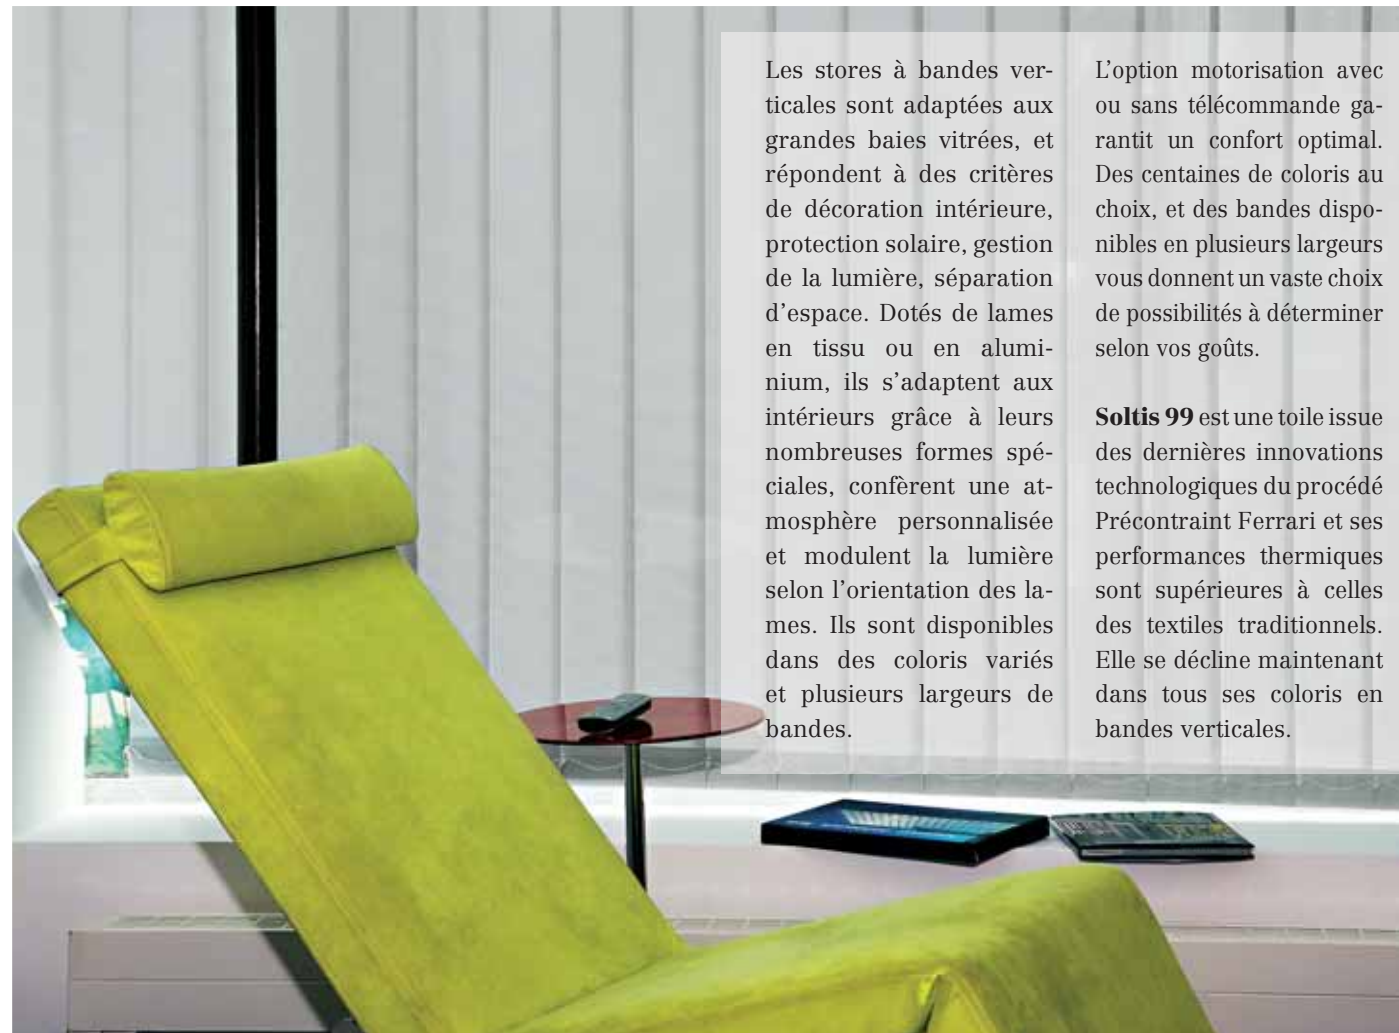 Les stores à bandes ver-
ticales sont adaptées aux
grandes baies vitrées, et
répondent à des critères
de décoration intérieure,
protection solaire, gestion
de la lumière, séparation
d'espace. Dotés de lames
en tissu ou en alumi-
nium, ils s'adaptent aux
intérieurs grâce à leurs
nombreuses formes spé-
ciales, confèrent une at-
mosphère personnalisée
et modulent la lumière
selon l'orientation des la-
mes. Ils sont disponibles
dans des coloris variés
et plusieurs largeurs de
bandes.
L'option motorisation avec
ou sans télécommande ga-
rantit un confort optimal.
Des centaines de coloris au
choix, et des bandes dispo-
nibles en plusieurs largeurs
vous donnent un vaste choix
de possibilités à déterminer
selon vos goûts.
Soltis 99 est une toile issue
des dernières innovations
technologiques du procédé
Précontraint Ferrari et ses
performances thermiques
sont supérieures à celles
des textiles traditionnels.
Elle se décline maintenant
dans tous ses coloris en
bandes verticales.